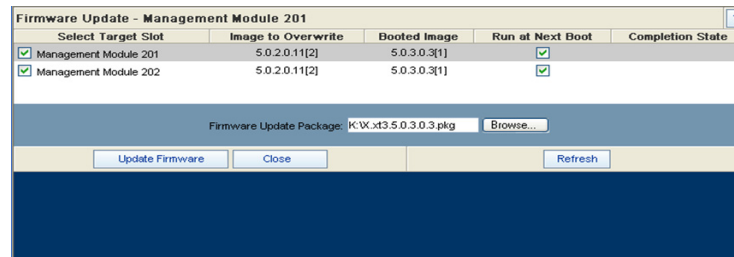 Firmware Update - Management Module 201
Select Target Slot Image to Overwrite Booted Image Run at Next Boot Completion State
Management Module 201 5.0.2.0.11[2] 5.0.3.0.3[1]
Management Module 202 5.0.2.0.11[2] 5.0.3.0.3[1]
Firmware Update Package: K:\X.xt3.5.0.3.0.3.pkg Browse...
Update Firmware Close Refresh